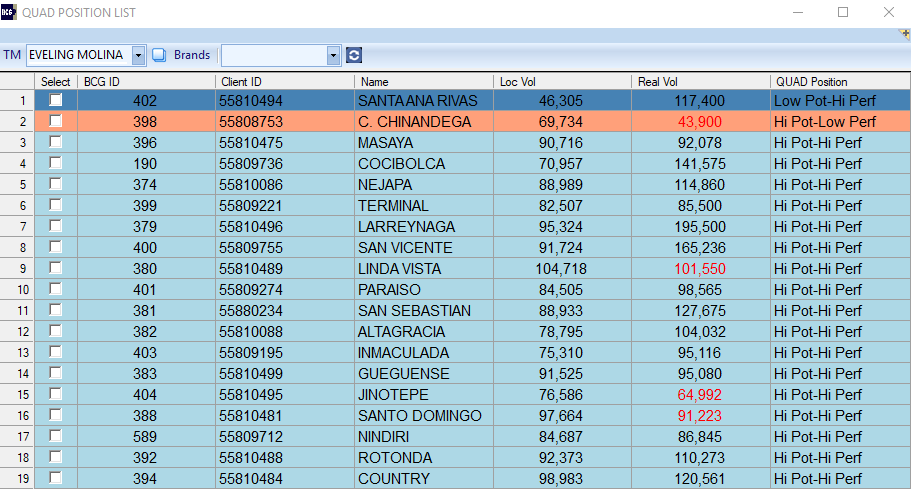 BCG QUAD POSITION LIST
TM EVELING MOLINA Brands
Select BCG ID Client ID Name Loc Vol Real Vol QUAD Position
1 402 55810494 SANTA ANA RIVAS 46,305 117,400 Low Pot-Hi Perf
2 398 55808753 C. CHINANDEGA 69,734 43,900 Hi Pot-Low Perf
3 396 55810475 MASAYA 90,716 92,078 Hi Pot-Hi Perf
4 190 55809736 COCIBOLCA 70,957 141,575 Hi Pot-Hi Perf
5 374 55810086 NEJAPA 88,989 114,860 Hi Pot-Hi Perf
6 399 55809221 TERMINAL 82,507 85,500 Hi Pot-Hi Perf
7 379 55810496 LARREYNAGA 95,324 195,500 Hi Pot-Hi Perf
8 400 55809755 SAN VICENTE 91,724 165,236 Hi Pot-Hi Perf
9 380 55810489 LINDA VISTA 104,718 101,550 Hi Pot-Hi Perf
10 401 55809274 PARAISO 84,505 98,565 Hi Pot-Hi Perf
11 381 55880234 SAN SEBASTIAN 88,933 127,675 Hi Pot-Hi Perf
12 382 55810088 ALTAGRACIA 78,795 104,032 Hi Pot-Hi Perf
13 403 55809195 INMACULADA 75,310 95,116 Hi Pot-Hi Perf
14 383 55810499 GUEGUENSE 91,525 95,080 Hi Pot-Hi Perf
15 404 55810495 JINOTEPE 76,586 64,992 Hi Pot-Hi Perf
16 388 55810481 SANTO DOMINGO 97,664 91,223 Hi Pot-Hi Perf
17 589 55809712 NINDIRI 84,687 86,845 Hi Pot-Hi Perf
18 392 55810488 ROTONDA 92,373 110,273 Hi Pot-Hi Perf
19 394 55810484 COUNTRY 98,983 120,561 Hi Pot-Hi Perf